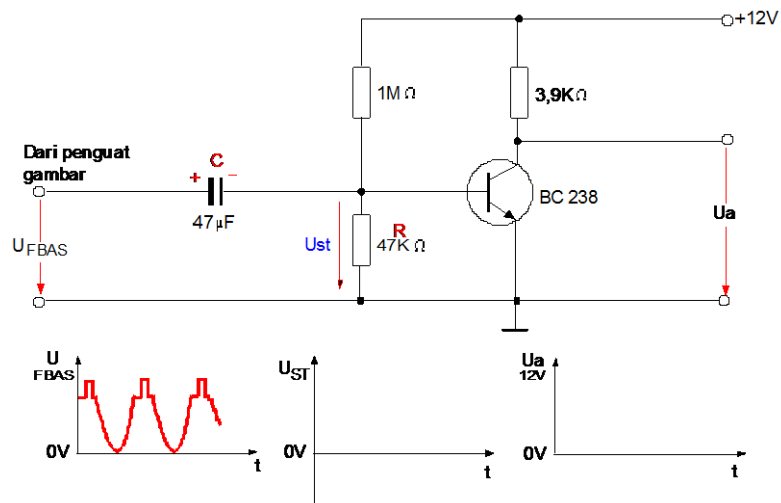 +12V
1M Ω
3,9KΩ
Dari penguat
gambar
C
+
–
47µF
BC 238
U FBAS
Ust
R
47K Ω
Ua
U
FBAS
0V
t
UST
0V
t
Ua
12V
0V
t